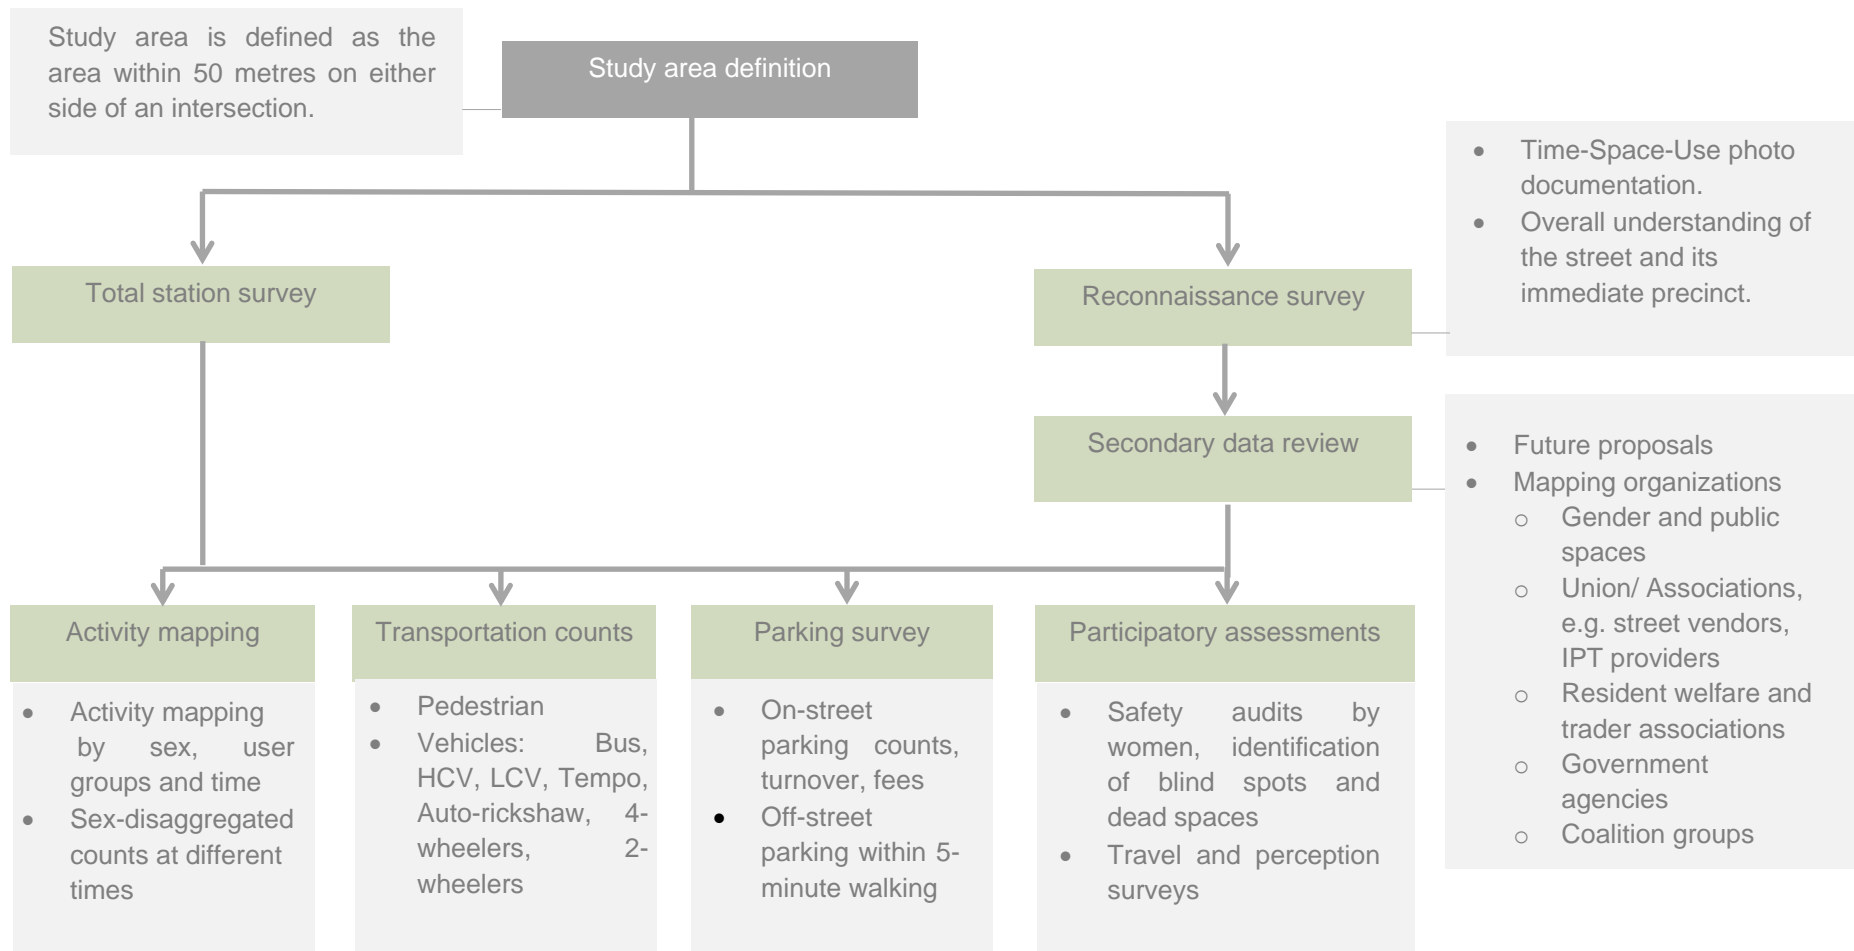 Study area is defined as the
area within 50 metres on either
side of an intersection.
Study area definition
• Time-Space-Use photo
documentation.
• Overall understanding of
the street and its
immediate precinct.
Total station survey
Reconnaissance survey
Secondary data review
• Future proposals
• Mapping organizations
o Gender and public
spaces
o Union/ Associations,
e.g. street vendors,
IPT providers
o Resident welfare and
trader associations
o Government
agencies
o Coalition groups
Activity mapping
• Activity mapping
by sex, user
groups and time
• Sex-disaggregated
counts at different
times
Transportation counts
• Pedestrian
• Vehicles: Bus,
HCV, LCV, Tempo,
Auto-rickshaw, 4-
wheelers, 2-
wheelers
Parking survey
• On-street
parking counts,
turnover, fees
• Off-street
parking within 5-
minute walking
Participatory assessments
• Safety audits by
women, identification
of blind spots and
dead spaces
• Travel and perception
surveys